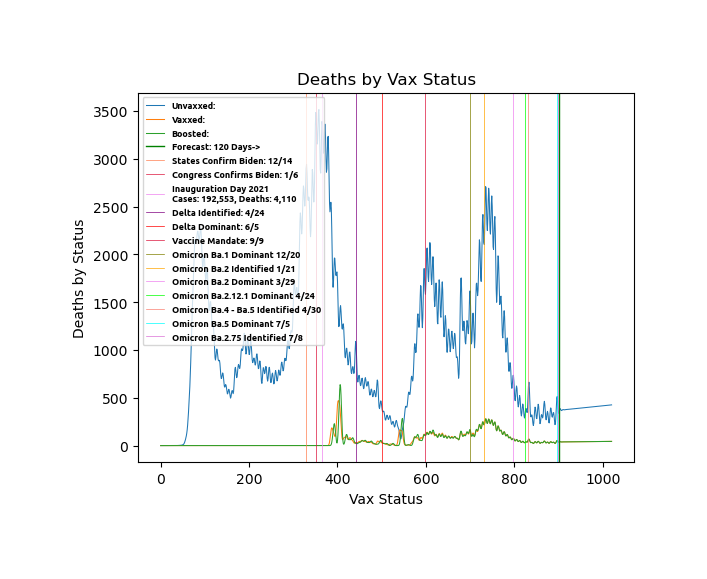 Deaths by Vax Status
Deaths by Status
3500
3000
2500
2000
1500
1000
500
0
Unvaxxed:
Vaxxed:
Boosted:
Forecast: 120 Days->
States Confirm Biden: 12/14
Congress Confirms Biden: 1/6
Inauguration Day 2021
Cases: 192,553, Deaths: 4,110
Delta Identified: 4/24
Delta Dominant: 6/5
Vaccine Mandate: 9/9
Omicron Ba.1 Dominant 12/20
Omicron Ba.2 Identified 1/21
Omicron Ba.2 Dominant 3/29
Omicron Ba.2.12.1 Dominant 4/24
Omicron Ba.4 - Ba.5 Identified 4/30
Omicron Ba.5 Dominant 7/5
Omicron Ba.2.75 Identified 7/8
0 200 400 600 800 1000
Vax Status